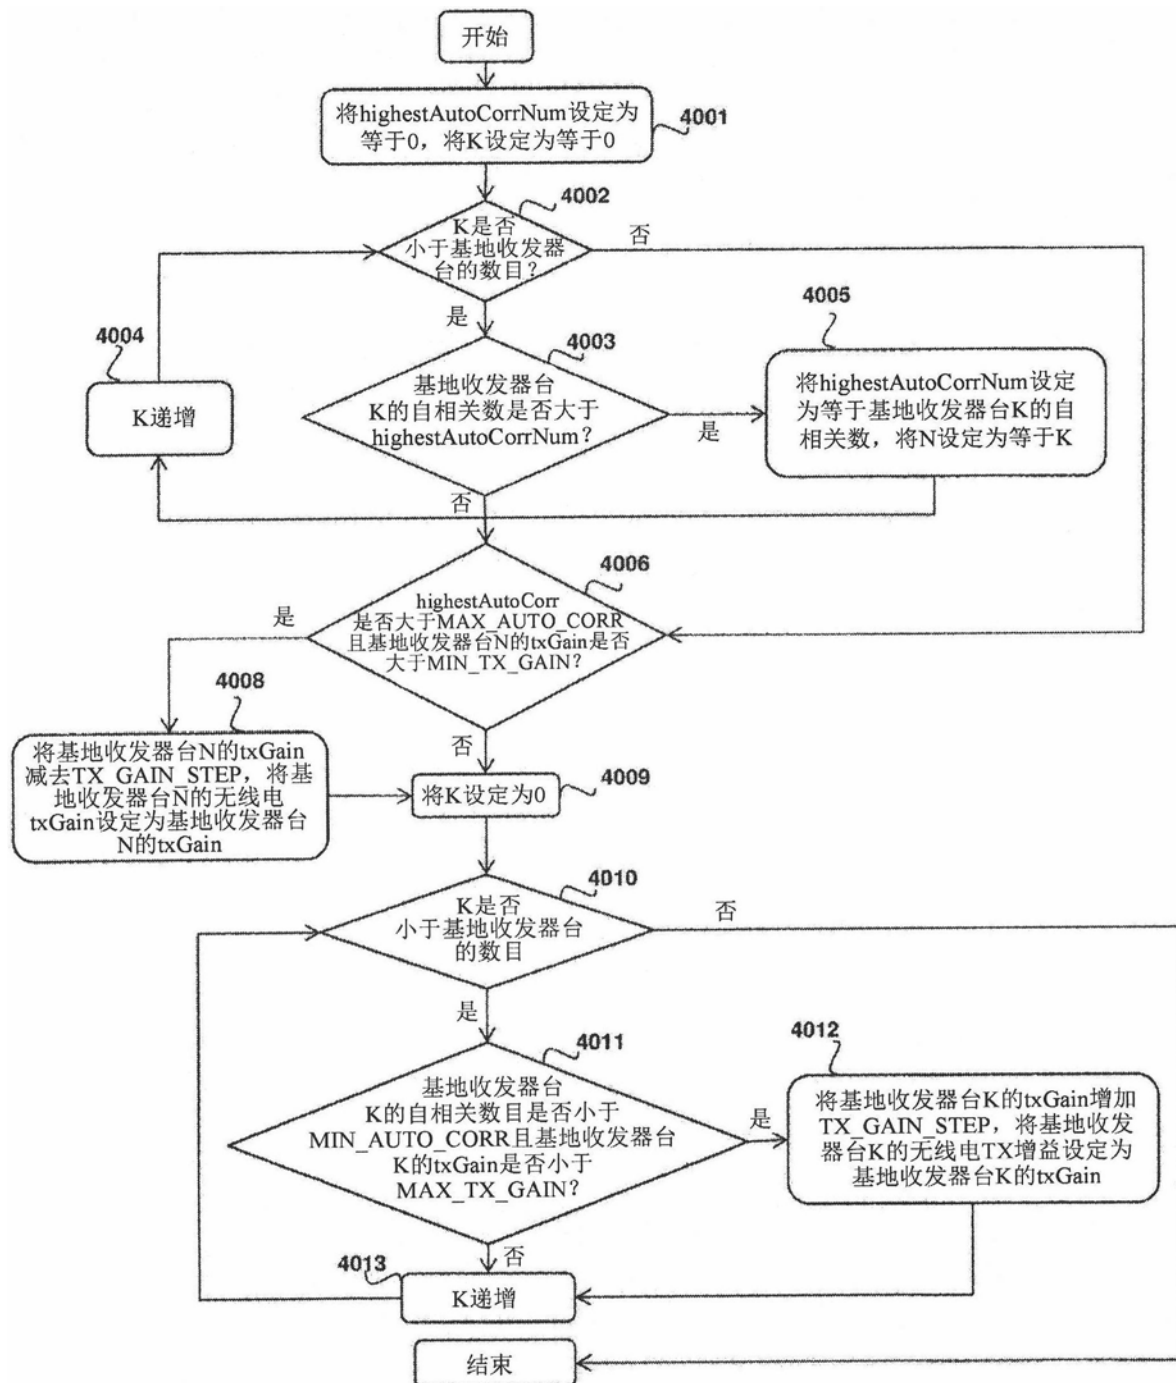 开始
将highestAutoCorrNum设定为
等于0，将K设定为等于0
4001
4002
K是否
小于基地收发器
台的数目？
否
是
4004
K递增
4003
基地收发器台
K的自相关数是否大于
highestAutoCorrNum？
是
4005
将highestAutoCorrNum设定
为等于基地收发器台K的自
相关数，将N设定为等于K
否
4006
highestAutoCorr
是否大于MAX_AUTO_CORR
且基地收发器台N的txGain是否
大于MIN_TX_GAIN？
是
4008
将基地收发器台N的txGain
减去TX_GAIN_STEP，将基
地收发器台N的无线电
txGain设定为基地收发器台
N的txGain
否
将K设定为0
4009
4010
K是否
小于基地收发器台
的数目
否
是
4011
基地收发器台
K的自相关数目是否小于
MIN_AUTO_CORR且基地收发器台
K的txGain是否小于
MAX_TX_GAIN？
是
4012
将基地收发器台K的txGain增加
TX_GAIN_STEP，将基地收发
器台K的无线电TX增益设定为
基地收发器台K的txGain
否
4013
K递增
结束